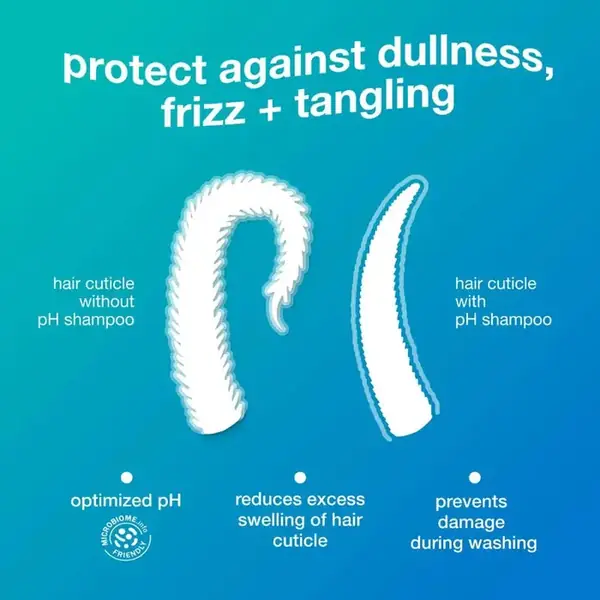 protect against dullness,
frizz + tangling
hair cuticle
without
pH shampoo
hair cuticle
with
pH shampoo
optimized pH
MICROBIOME.info
FRIENDLY
reduces excess
swelling of hair
cuticle
prevents
damage
during washing